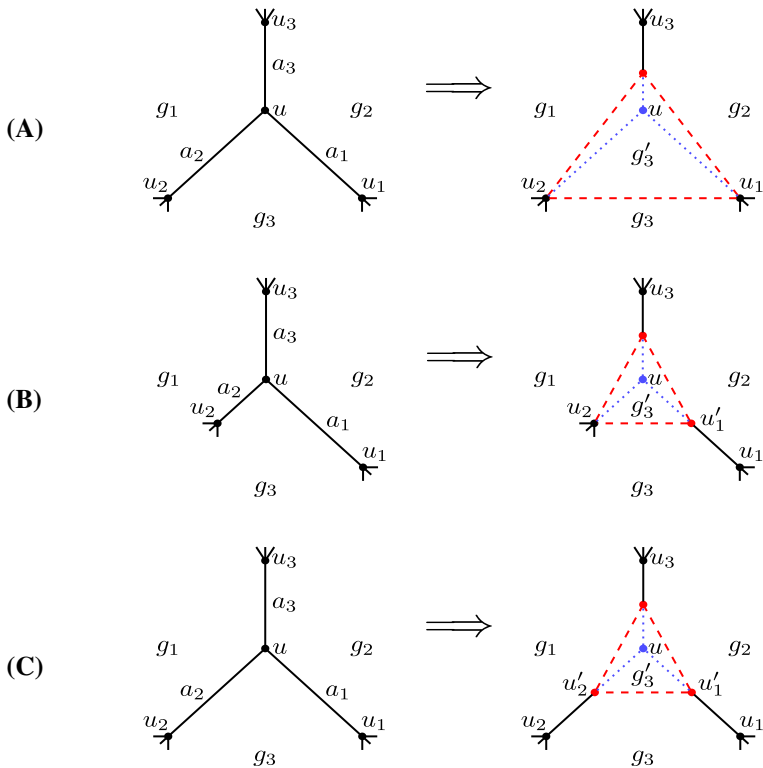 u₃ u₃
a₃
g₁ g₂ ⟹ g₁ g₂
(A) u u
a₂ a₁ g₃′
u₂ u₁ u₂ u₁
g₃ g₃
u₃ u₃
a₃
g₁ g₂ ⟹ g₁ g₂
(B) a₂ u u
u₂ a₁ u₂ g₃′ u₁′
u₁ u₁
g₃ g₃
u₃ u₃
a₃
g₁ g₂ ⟹ g₁ g₂
(C) u u
a₂ a₁ u₂′ g₃′ u₁′
u₂ u₁ u₂ u₁
g₃ g₃